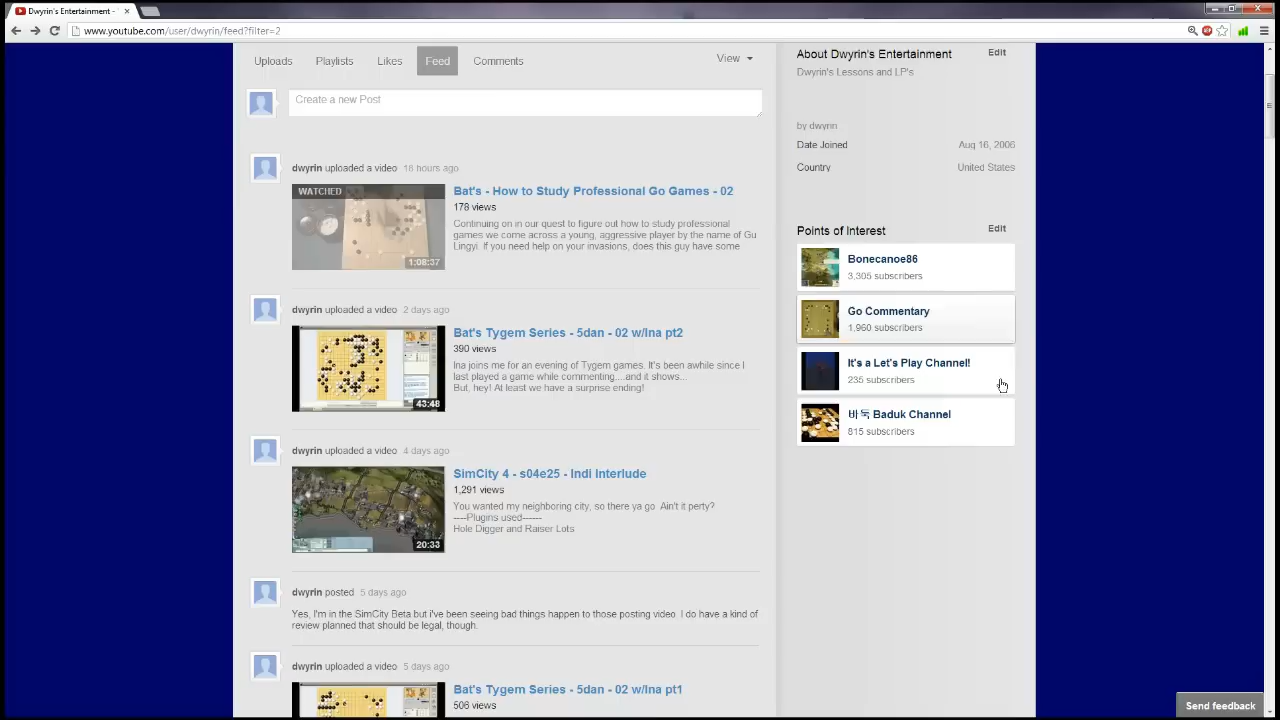 Dwyrin's Entertainment -
www.youtube.com/user/dwyrin/feed?filter=2
Uploads Playlists Likes Feed Comments View
Create a new Post
dwyrin uploaded a video 16 hours ago
WATCHED
1:06:37
Bat's - How to Study Professional Go Games - 02
178 views
Continuing on in our quest to figure out how to study professional
games we come across a young, aggressive player by the name of Gu
Lingyi. If you need help on your invasions, does this guy have some
dwyrin uploaded a video 2 days ago
43:48
Bat's Tygem Series - 5dan - 02 w/Ina pt2
390 views
Ina joins me for an evening of Tygem games. It's been awhile since I
last played a game while commenting....and it shows...
But, hey! At least we have a surprise ending!
dwyrin uploaded a video 4 days ago
20:33
SimCity 4 - s04e25 - Indi Interlude
1,291 views
You wanted my neighboring city, so there ya go Ain't it perty?
----Plugins used------
Hole Digger and Raiser Lots
dwyrin posted 5 days ago
Yes, I'm in the SimCity Beta but i've been seeing bad things happen to those posting video I do have a kind of
review planned that should be legal, though.
dwyrin uploaded a video 5 days ago
Bat's Tygem Series - 5dan - 02 w/Ina pt1
506 views
About Dwyrin's Entertainment Edit
Dwyrin's Lessons and LP's
by dwyrin
Date Joined Aug 16, 2006
Country United States
Points of Interest Edit
Bonecanoe86
3,305 subscribers
Go Commentary
1,960 subscribers
It's a Let's Play Channel!
235 subscribers
바둑 Baduk Channel
815 subscribers
Send feedback